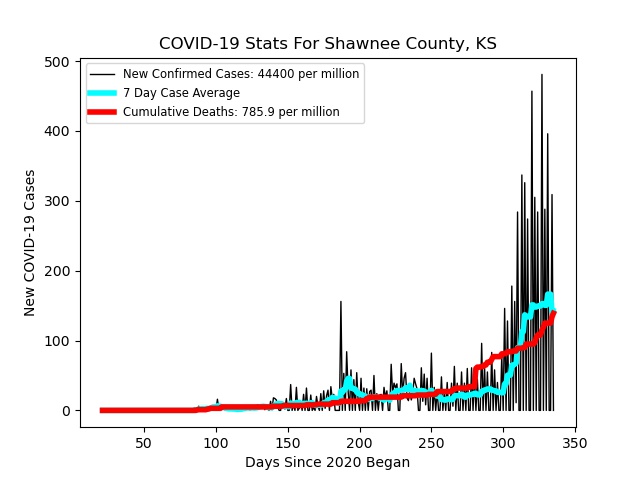 COVID-19 Stats For Shawnee County, KS
New Confirmed Cases: 44400 per million
7 Day Case Average
Cumulative Deaths: 785.9 per million
New COVID-19 Cases
500
400
300
200
100
0
50
100
150
200
250
300
350
Days Since 2020 Began